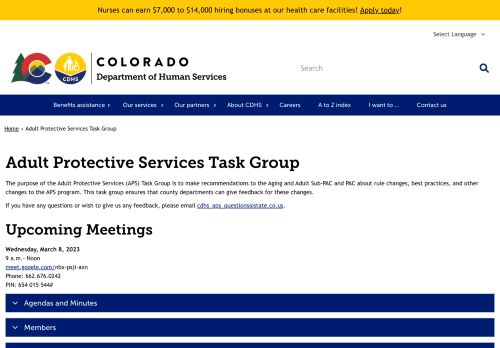 Nurses can earn $7,000 to $14,000 hiring bonuses at our health care facilities! Apply today!
Select Language
CDHS
COLORADO
Department of Human Services
Search
Benefits assistance
Our services
Our partners
About CDHS
Careers
A to Z index
I want to ...
Contact us
Home › Adult Protective Services Task Group
Adult Protective Services Task Group
The purpose of the Adult Protective Services (APS) Task Group is to make recommendations to the Aging and Adult Sub-PAC and PAC about rule changes, best practices, and other
changes to the APS program. This task group ensures that county departments can give feedback for these changes.
If you have any questions or wish to give us any feedback, please email cdhs_aps_questions@state.co.us.
Upcoming Meetings
Wednesday, March 8, 2023
9 a.m.- Noon
meet.google.com/nbx-psji-axn
Phone: 662.676.0242
PIN: 654 015 544#
Agendas and Minutes
Members